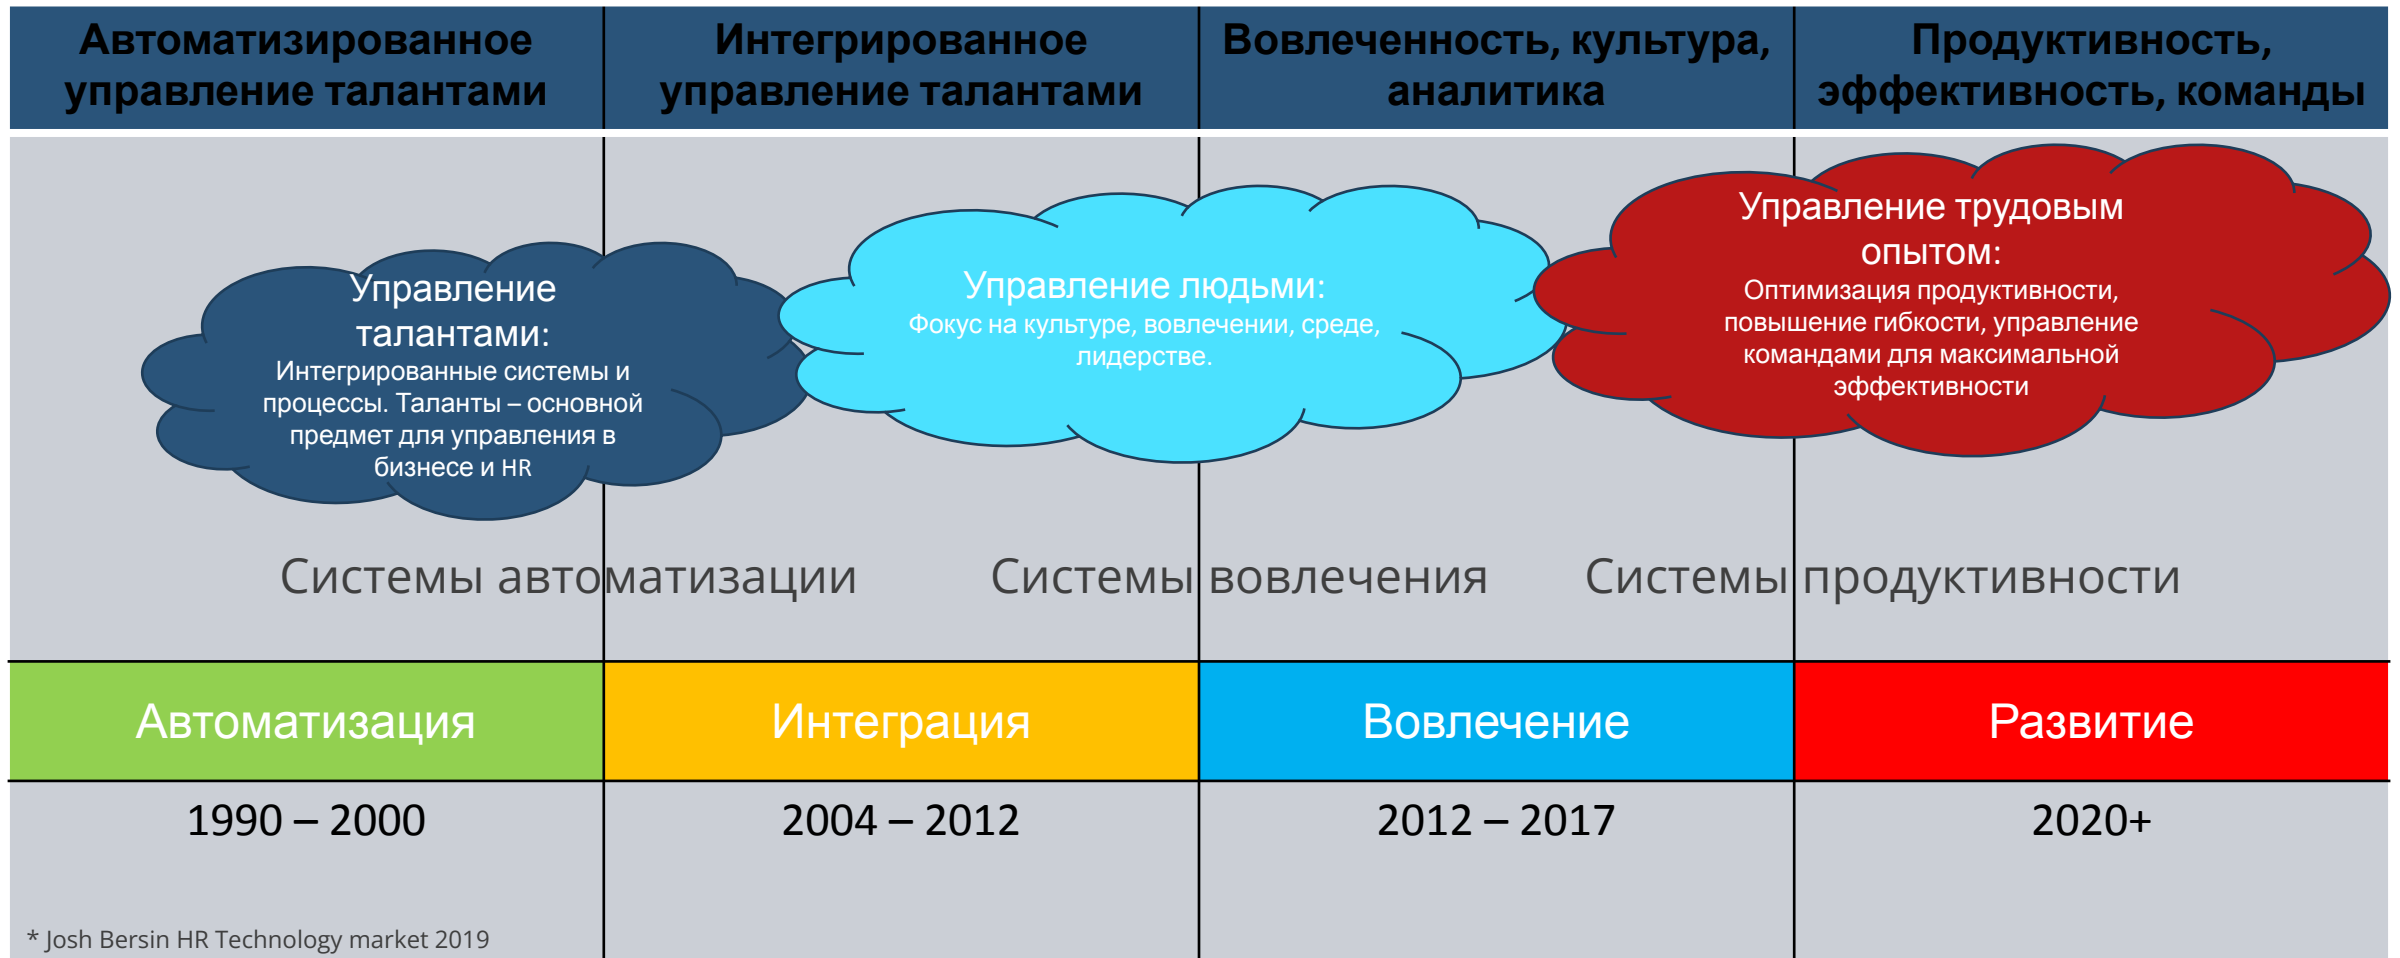 Автоматизированное
управление талантами
Интегрированное
управление талантами
Вовлеченность, культура,
аналитика
Продуктивность,
эффективность, команды
Управление
талантами:
Интегрированные системы и
процессы. Таланты – основной
предмет для управления в
бизнесе и HR
Управление людьми:
Фокус на культуре, вовлечении, среде,
лидерстве.
Управление трудовым
опытом:
Оптимизация продуктивности,
повышение гибкости, управление
командами для максимальной
эффективности
Системы автоматизации
Системы вовлечения
Системы продуктивности
Автоматизация
Интеграция
Вовлечение
Развитие
1990 – 2000
2004 – 2012
2012 – 2017
2020+
* Josh Bersin HR Technology market 2019